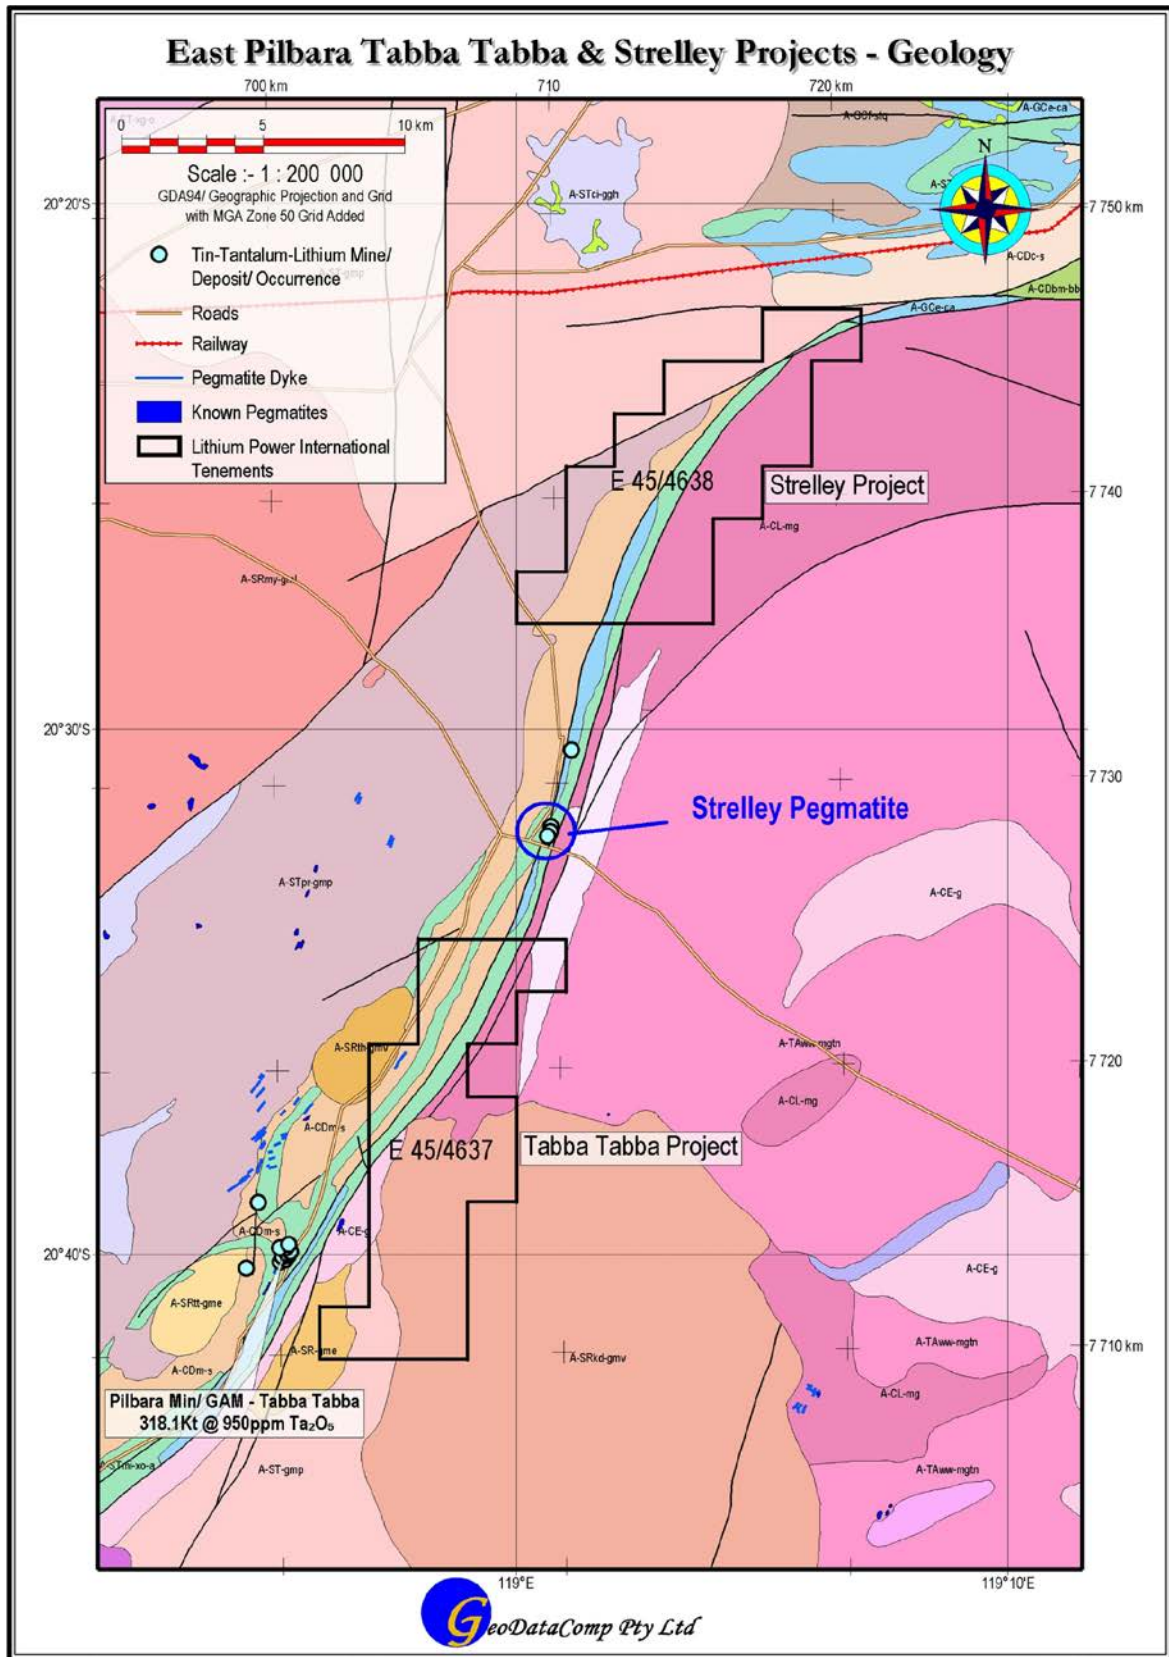 East Pilbara Tabba Tabba & Strelley Projects - Geology
700 km
710
720 km
0
5
10 km
Scale :- 1 : 200 000
GDA94/ Geographic Projection and Grid
with MGA Zone 50 Grid Added
Tin-Tantalum-Lithium Mine/
Deposit/ Occurrence
Roads
Railway
Pegmatite Dyke
Known Pegmatites
Lithium Power International
Tenements
A-GCe-ca
A-STci-ggh
N
20°20'S
7 750 km
A-CDc-s
A-ST-gmp
A-CDbm-bb
A-GCe-ca
E 45/4638
Strelley Project
7 740
A-CL-mg
20°30'S
7 730
Strelley Pegmatite
A-STpr-gmp
A-CE-g
A-SRth-gmv
A-TAww-mgtn
7 720
A-CL-mg
A-CDm-s
E 45/4637
Tabba Tabba Project
A-CDm-s
A-CE-g
20°40'S
A-CE-g
A-SRtt-gme
A-TAww-mgtn
7 710 km
A-SR-gme
A-SRkd-gmv
A-CDm-s
A-CL-mg
Pilbara Min/ GAM - Tabba Tabba
318.1Kt @ 950ppm Ta₂O₅
A-ST-gmp
A-TAww-mgtn
119°E
119°10'E
GeoDataComp Pty Ltd